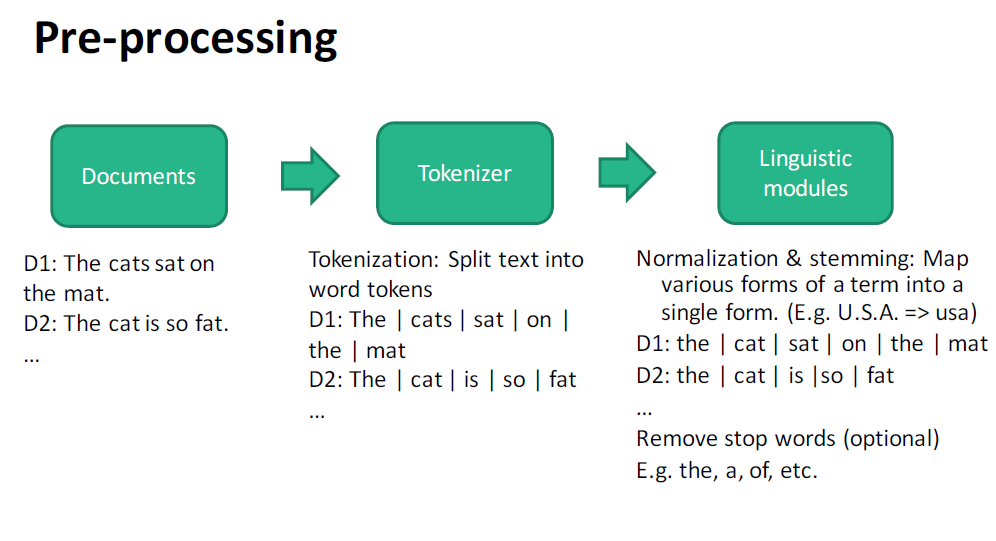 Pre-processing
Documents
Tokenizer
Linguistic
modules
D1: The cats sat on
the mat.
D2: The cat is so fat.
...
Tokenization: Split text into
word tokens
D1: The | cats | sat | on |
the | mat
D2: The | cat | is | so | fat
...
Normalization & stemming: Map
various forms of a term into a
single form. (E.g. U.S.A. => usa)
D1: the | cat | sat | on | the | mat
D2: the | cat | is |so | fat
...
Remove stop words (optional)
E.g. the, a, of, etc.